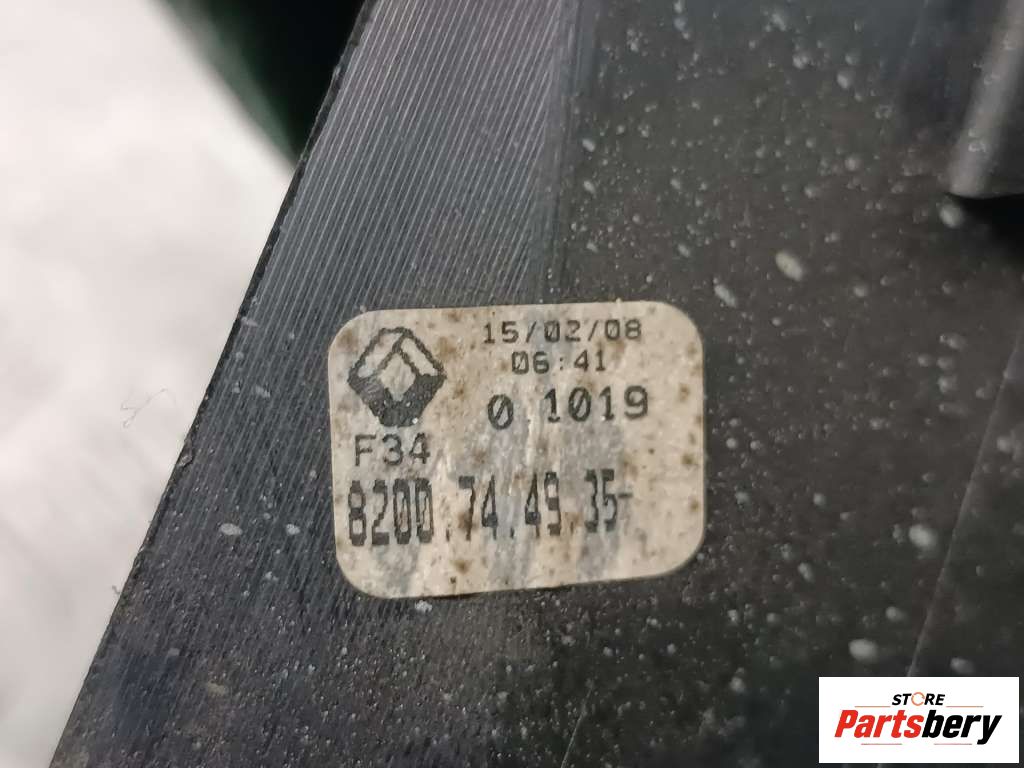 15/02/08
06:41
0 1019
F34
8200.74.49.35-
STORE
Partsbery